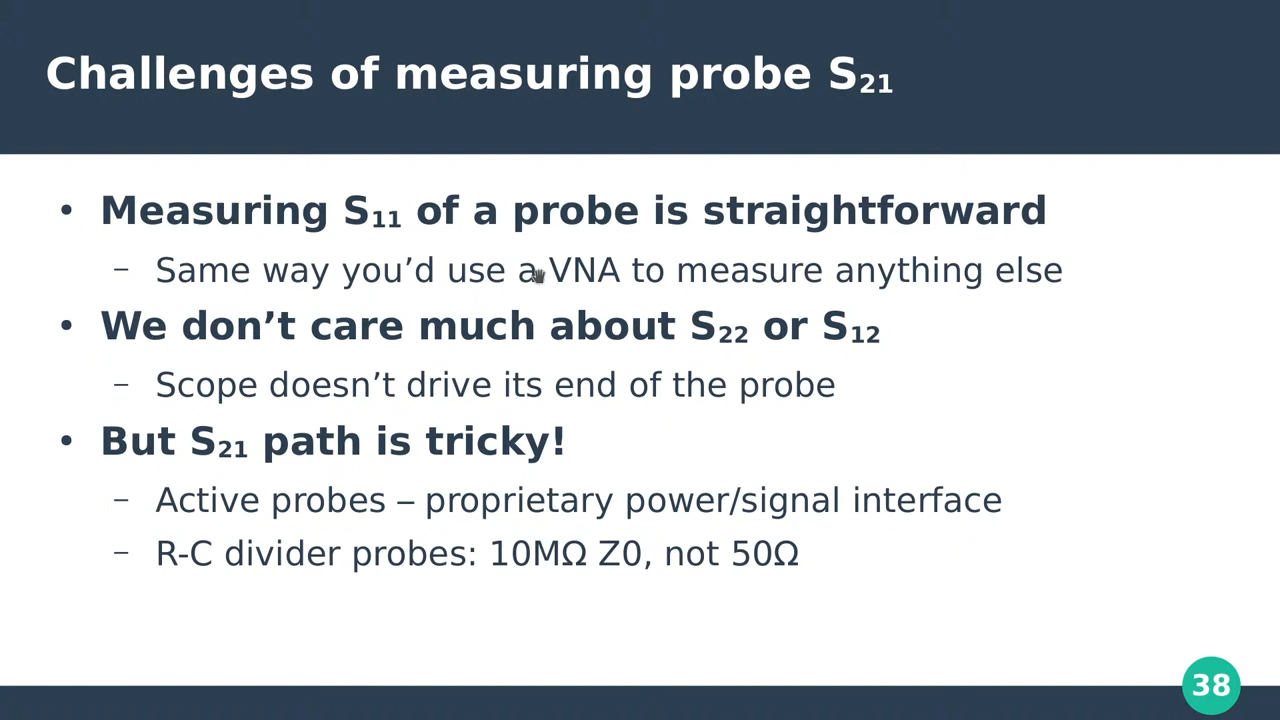 Challenges of measuring probe S₂₁
• Measuring S₁₁ of a probe is straightforward
– Same way you’d use a VNA to measure anything else
• We don’t care much about S₂₂ or S₁₂
– Scope doesn’t drive its end of the probe
• But S₂₁ path is tricky!
– Active probes – proprietary power/signal interface
– R-C divider probes: 10MΩ Z0, not 50Ω
38